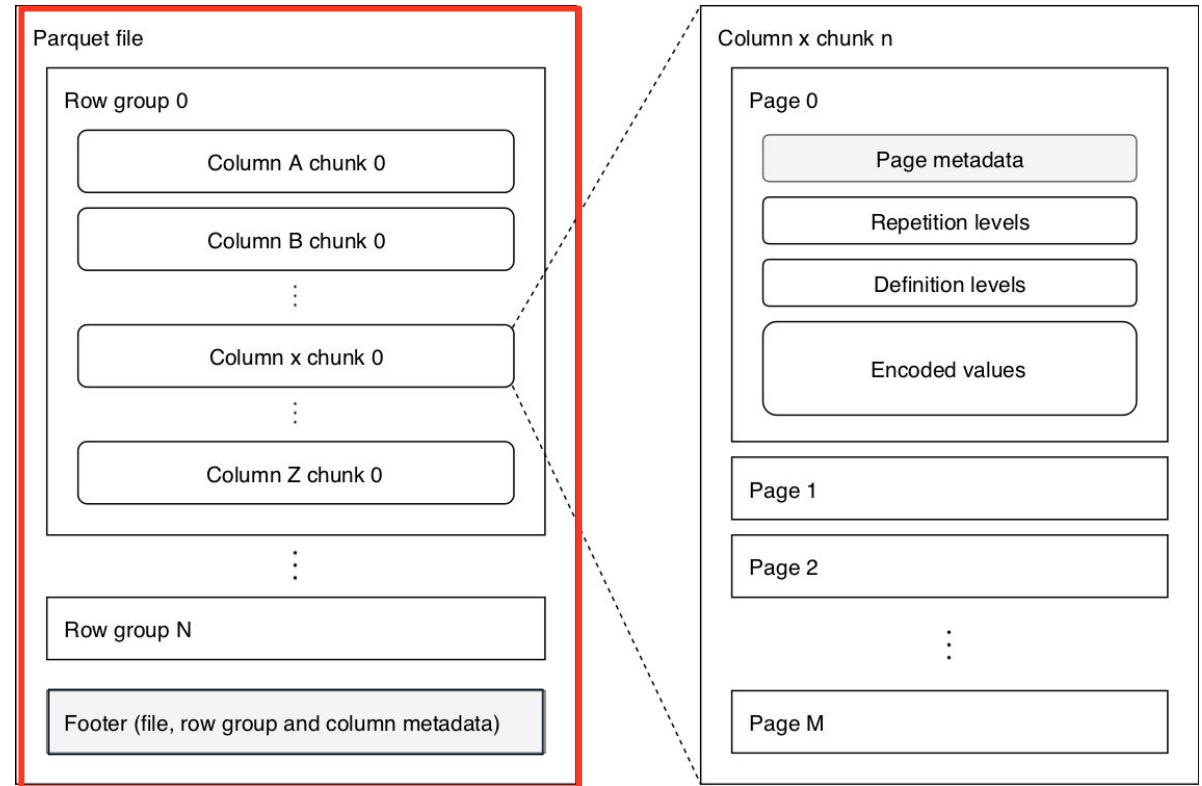 Parquet file
Row group 0
Column A chunk 0
Column B chunk 0
Column x chunk 0
Column Z chunk 0
Row group N
Footer (file, row group and column metadata)
Column x chunk n
Page 0
Page metadata
Repetition levels
Definition levels
Encoded values
Page 1
Page 2
Page M